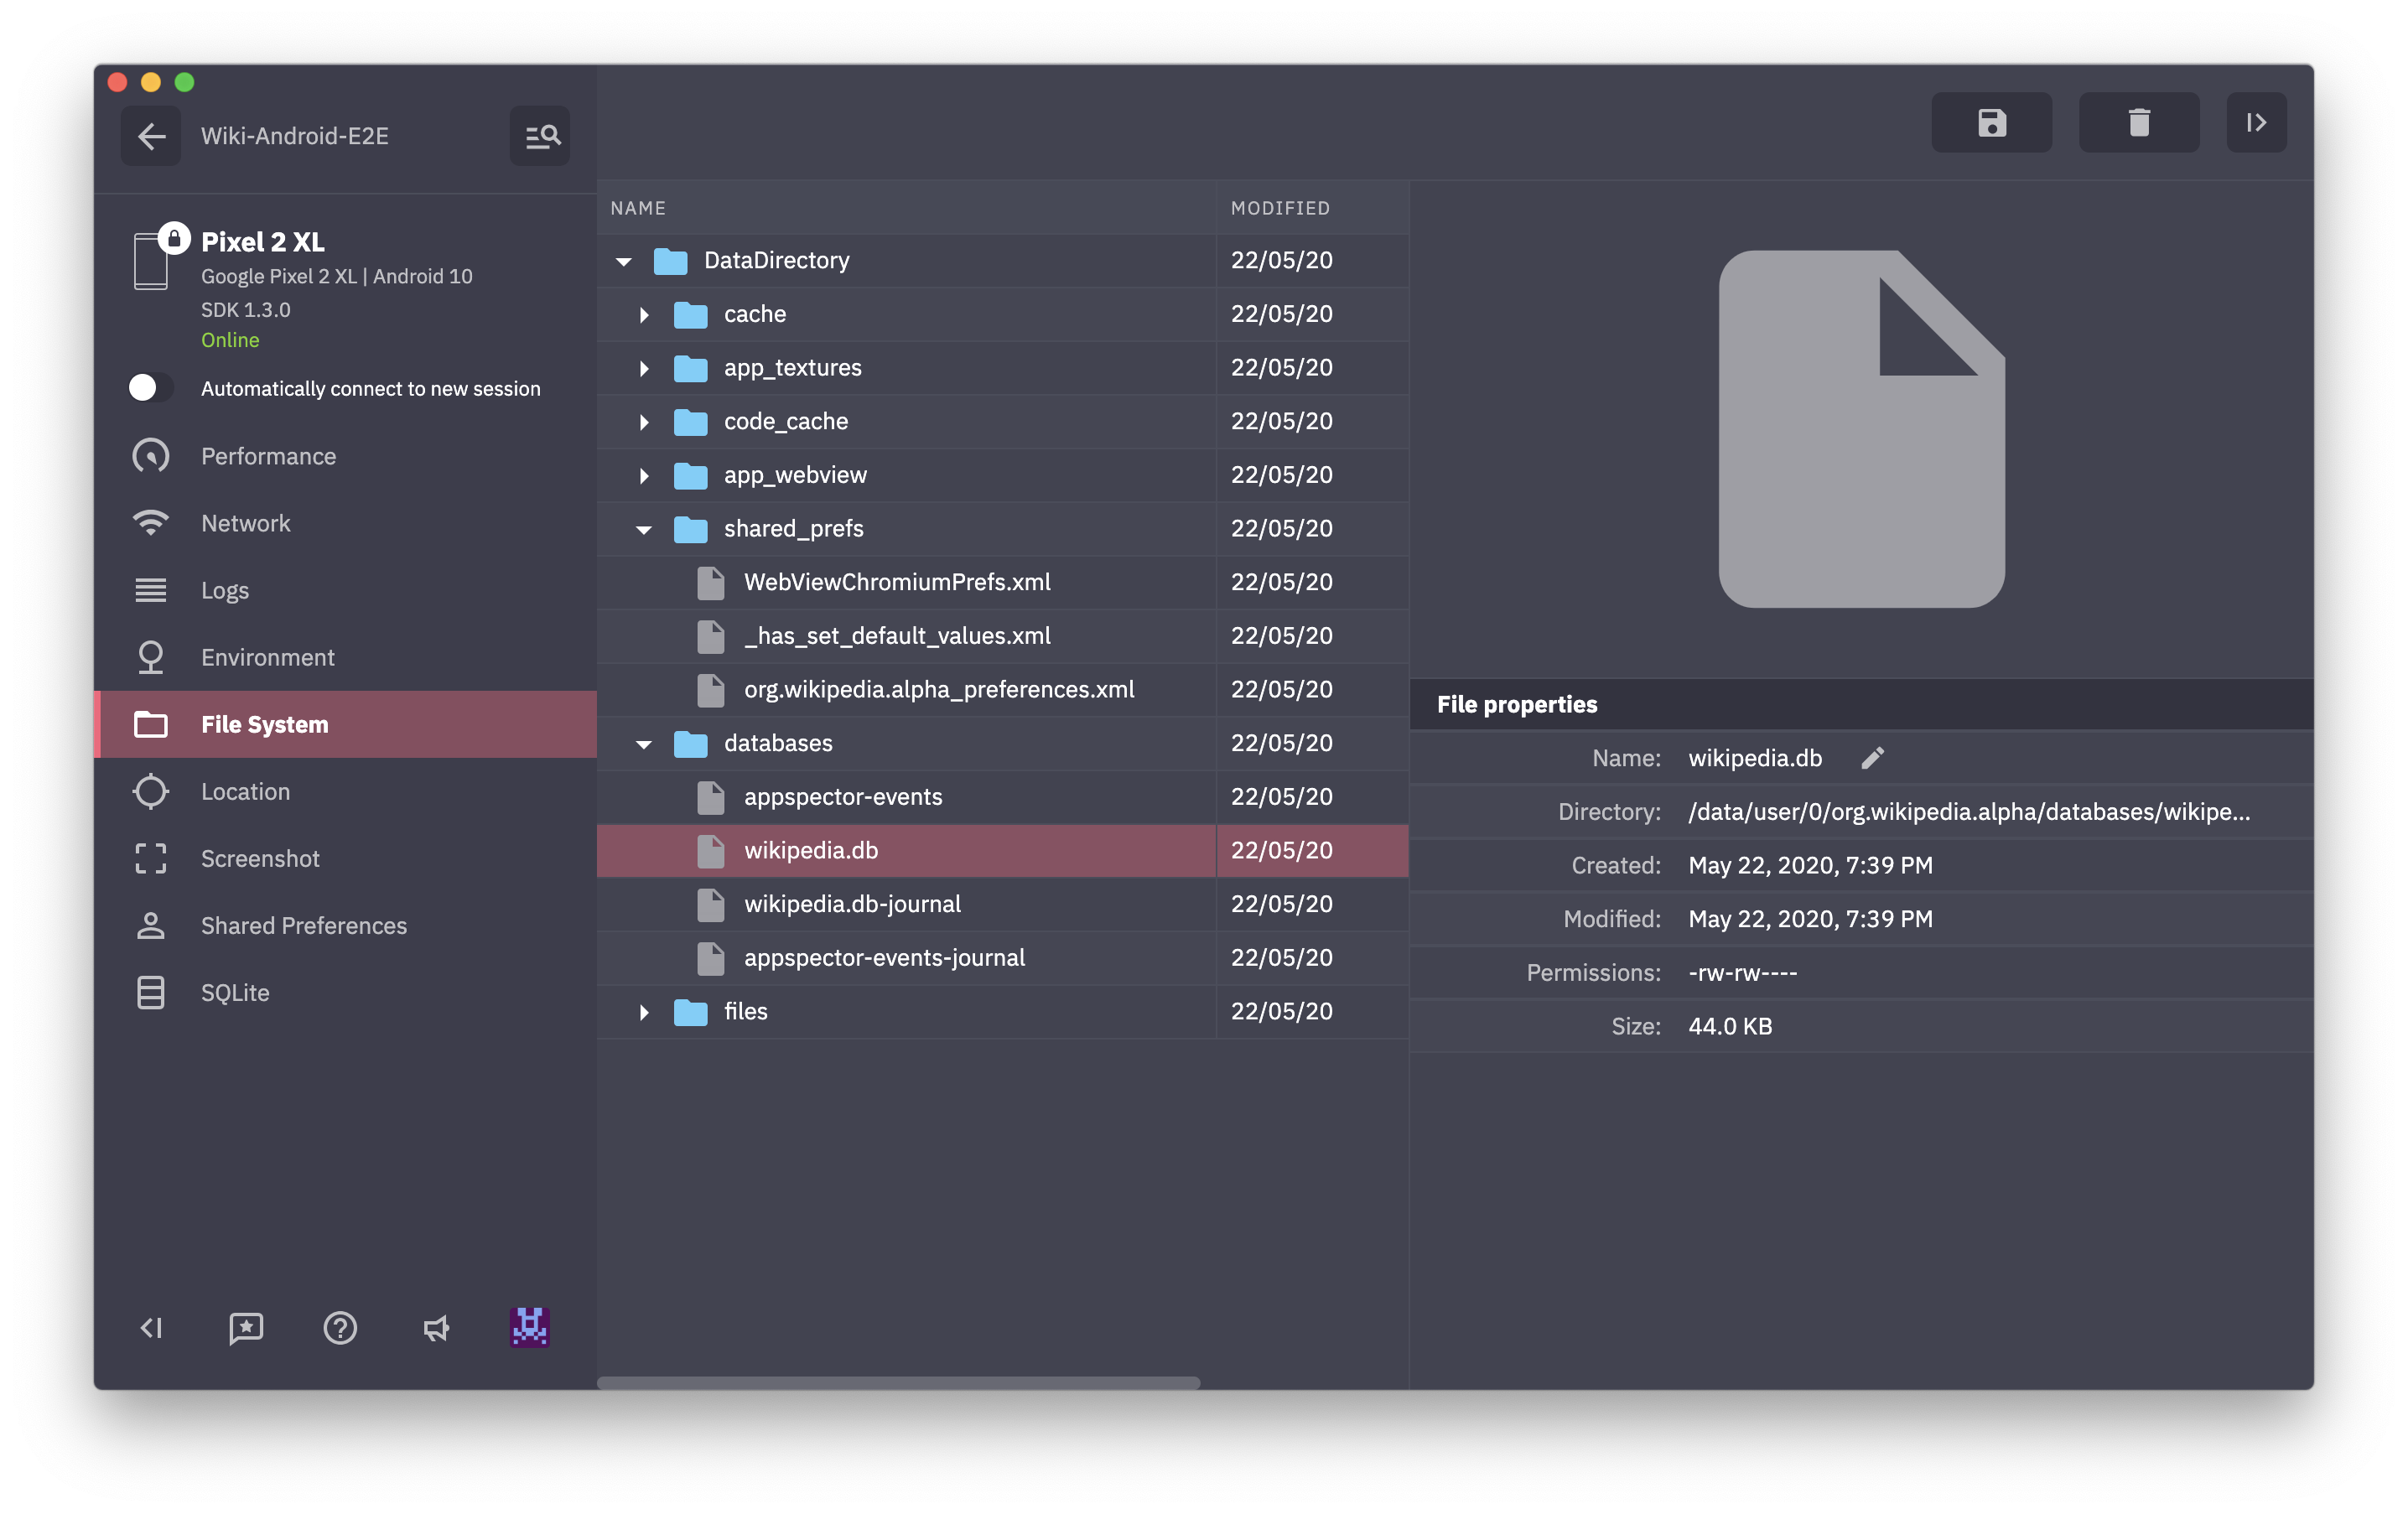 Wiki-Android-E2E
Pixel 2 XL
Google Pixel 2 XL | Android 10
SDK 1.3.0
Online
Automatically connect to new session
Performance
Network
Logs
Environment
File System
Location
Screenshot
Shared Preferences
SQLite
NAME MODIFIED
DataDirectory 22/05/20
cache 22/05/20
app_textures 22/05/20
code_cache 22/05/20
app_webview 22/05/20
shared_prefs 22/05/20
WebViewChromiumPrefs.xml 22/05/20
_has_set_default_values.xml 22/05/20
org.wikipedia.alpha_preferences.xml 22/05/20
databases 22/05/20
appspector-events 22/05/20
wikipedia.db 22/05/20
wikipedia.db-journal 22/05/20
appspector-events-journal 22/05/20
files 22/05/20
File properties
Name: wikipedia.db
Directory: /data/user/0/org.wikipedia.alpha/databases/wikipe...
Created: May 22, 2020, 7:39 PM
Modified: May 22, 2020, 7:39 PM
Permissions: -rw-rw----
Size: 44.0 KB